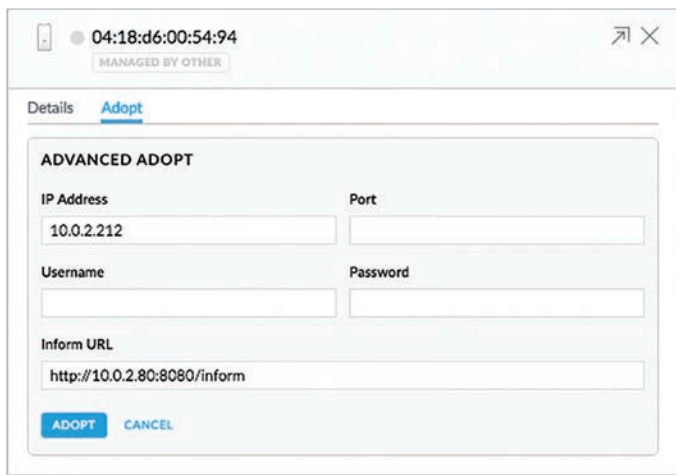 04:18:d6:00:54:94
MANAGED BY OTHER
Details Adopt
ADVANCED ADOPT
IP Address Port
10.0.2.212
Username Password
Inform URL
http://10.0.2.80:8080/inform
ADOPT CANCEL